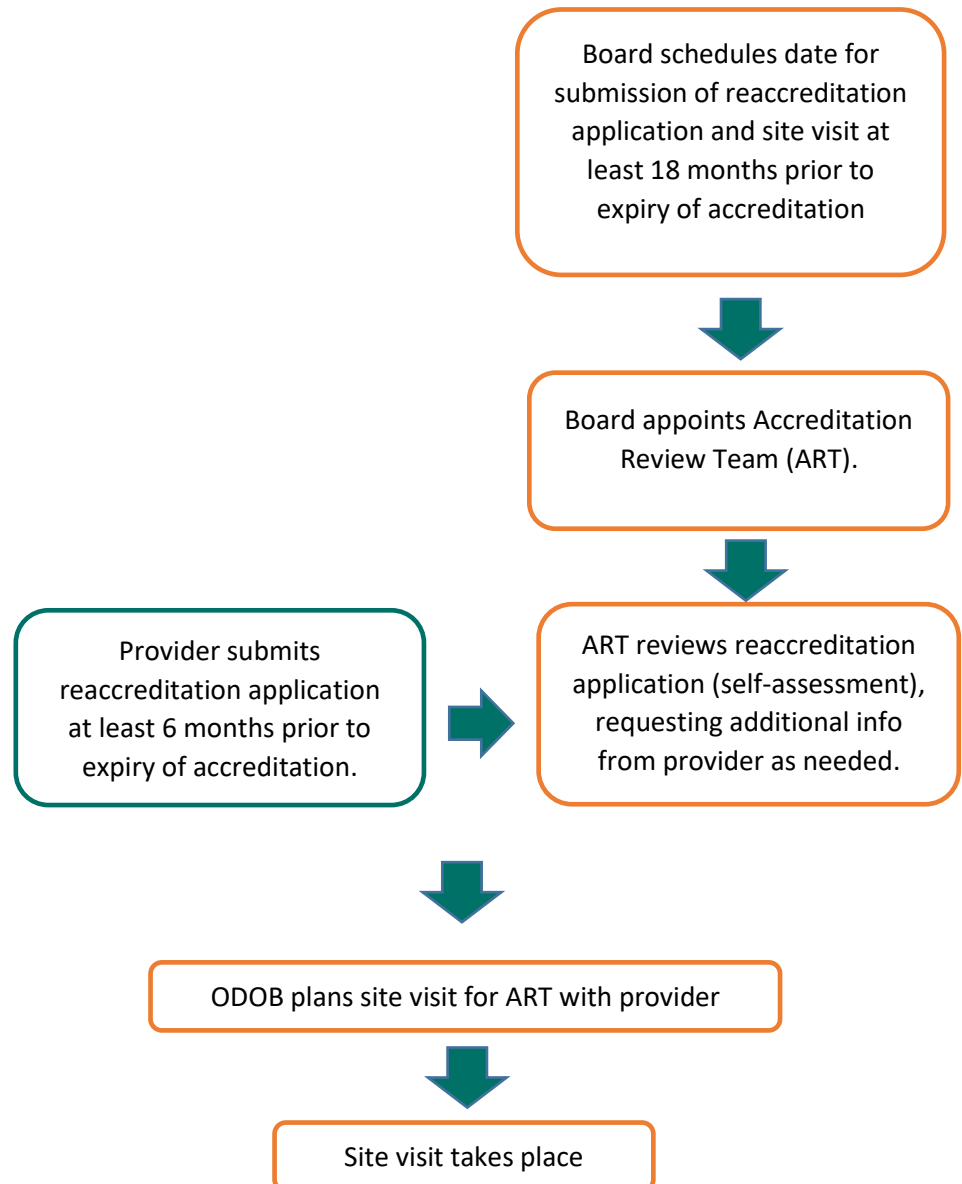 Board schedules date for
submission of reaccreditation
application and site visit at
least 18 months prior to
expiry of accreditation
Board appoints Accreditation
Review Team (ART).
Provider submits
reaccreditation application
at least 6 months prior to
expiry of accreditation.
ART reviews reaccreditation
application (self-assessment),
requesting additional info
from provider as needed.
ODOB plans site visit for ART with provider
Site visit takes place